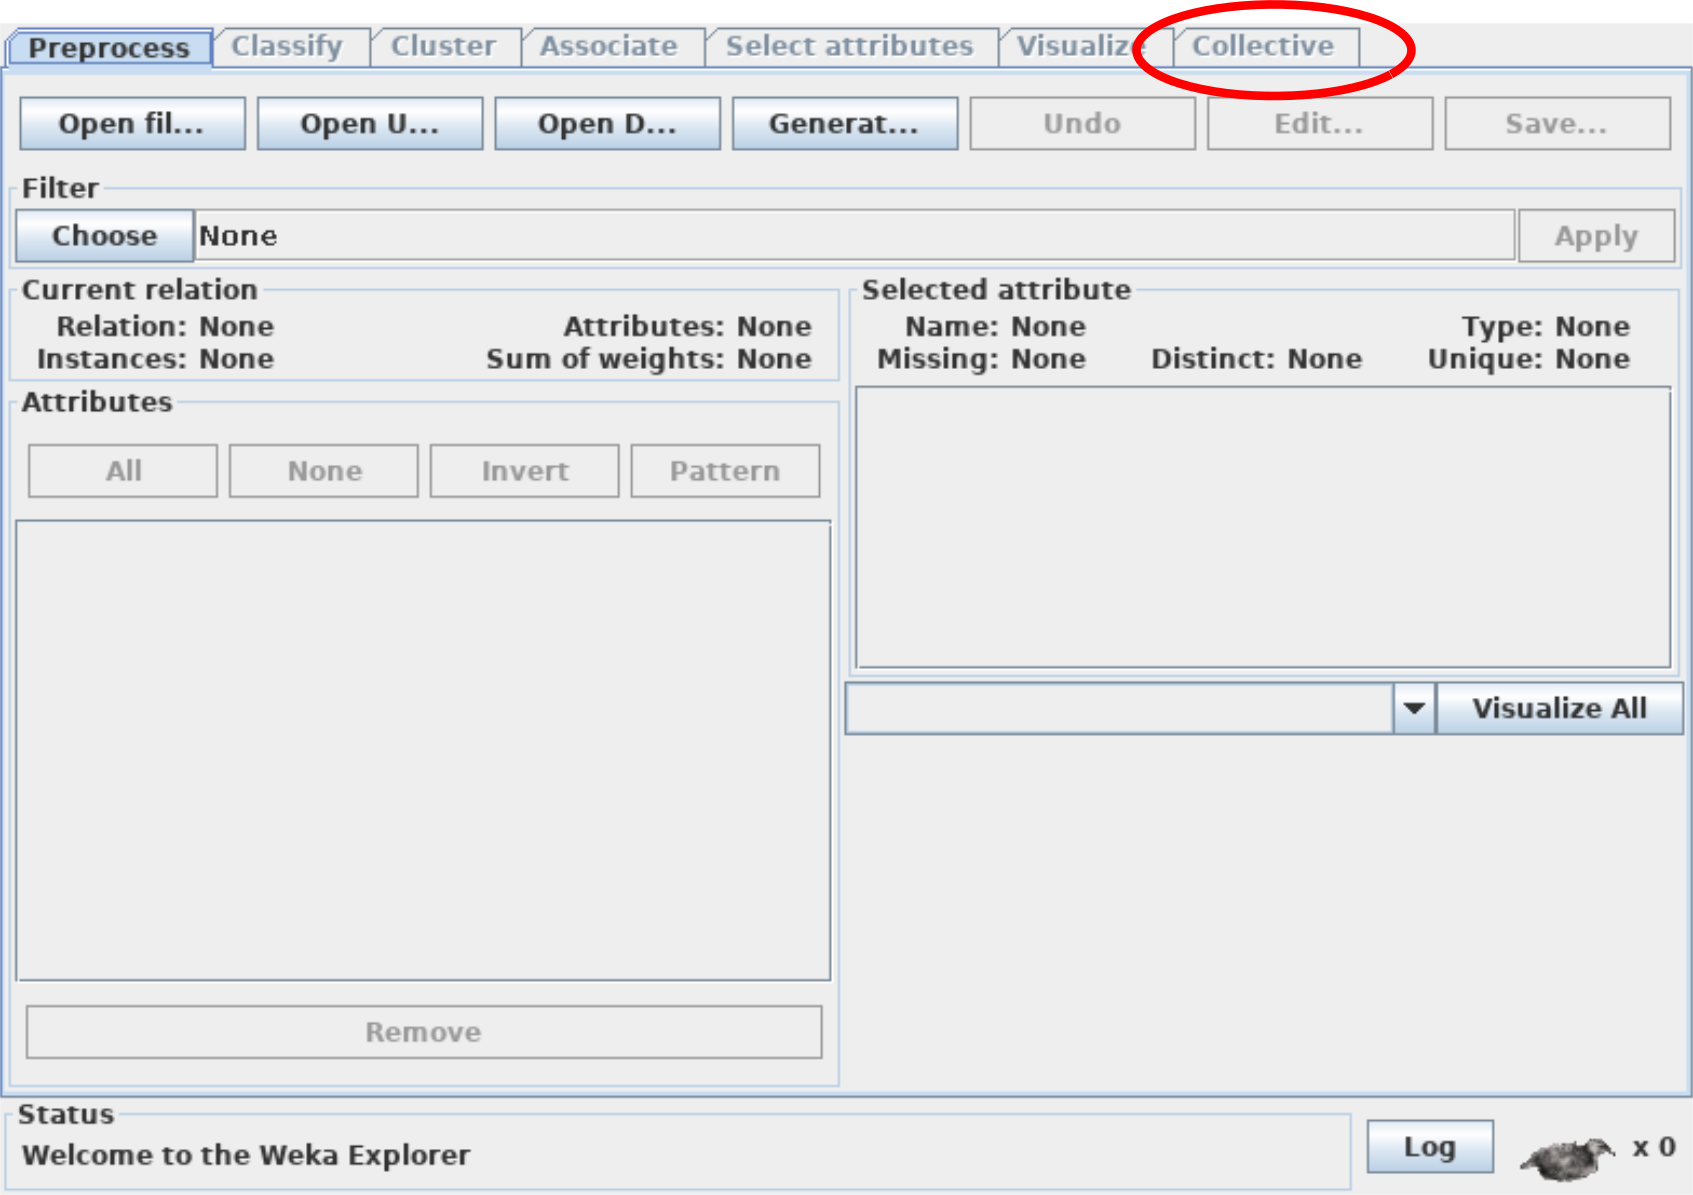 Preprocess Classify Cluster Associate Select attributes Visualize Collective
Open fil... Open U... Open D... Generat... Undo Edit... Save...
Filter
Choose None Apply
Current relation
Relation: None Attributes: None
Instances: None Sum of weights: None
Selected attribute
Name: None Type: None
Missing: None Distinct: None Unique: None
Attributes
All None Invert Pattern
Visualize All
Remove
Status
Welcome to the Weka Explorer
Log x 0